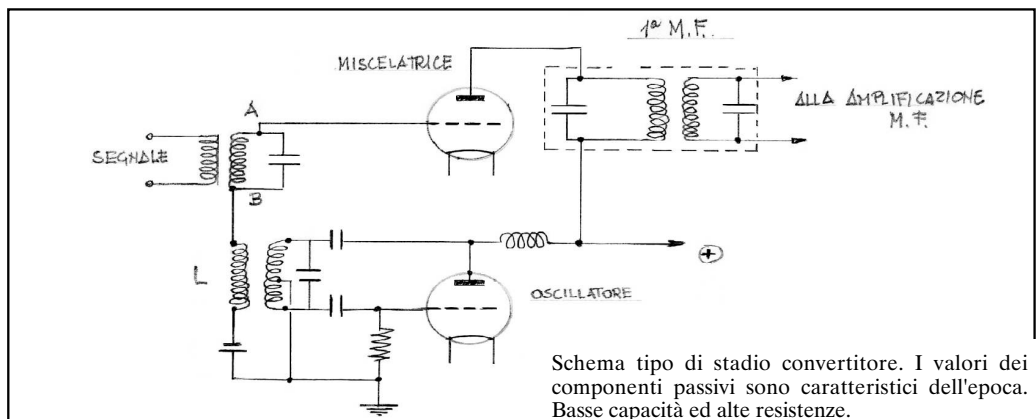 1ª M.F.
MISCELATRICE
A
ALLA AMPLIFICAZIONE
M.F.
SEGNALE
B
L
+
OSCILLATORE
Schema tipo di stadio convertitore. I valori dei
componenti passivi sono caratteristici dell'epoca.
Basse capacità ed alte resistenze.